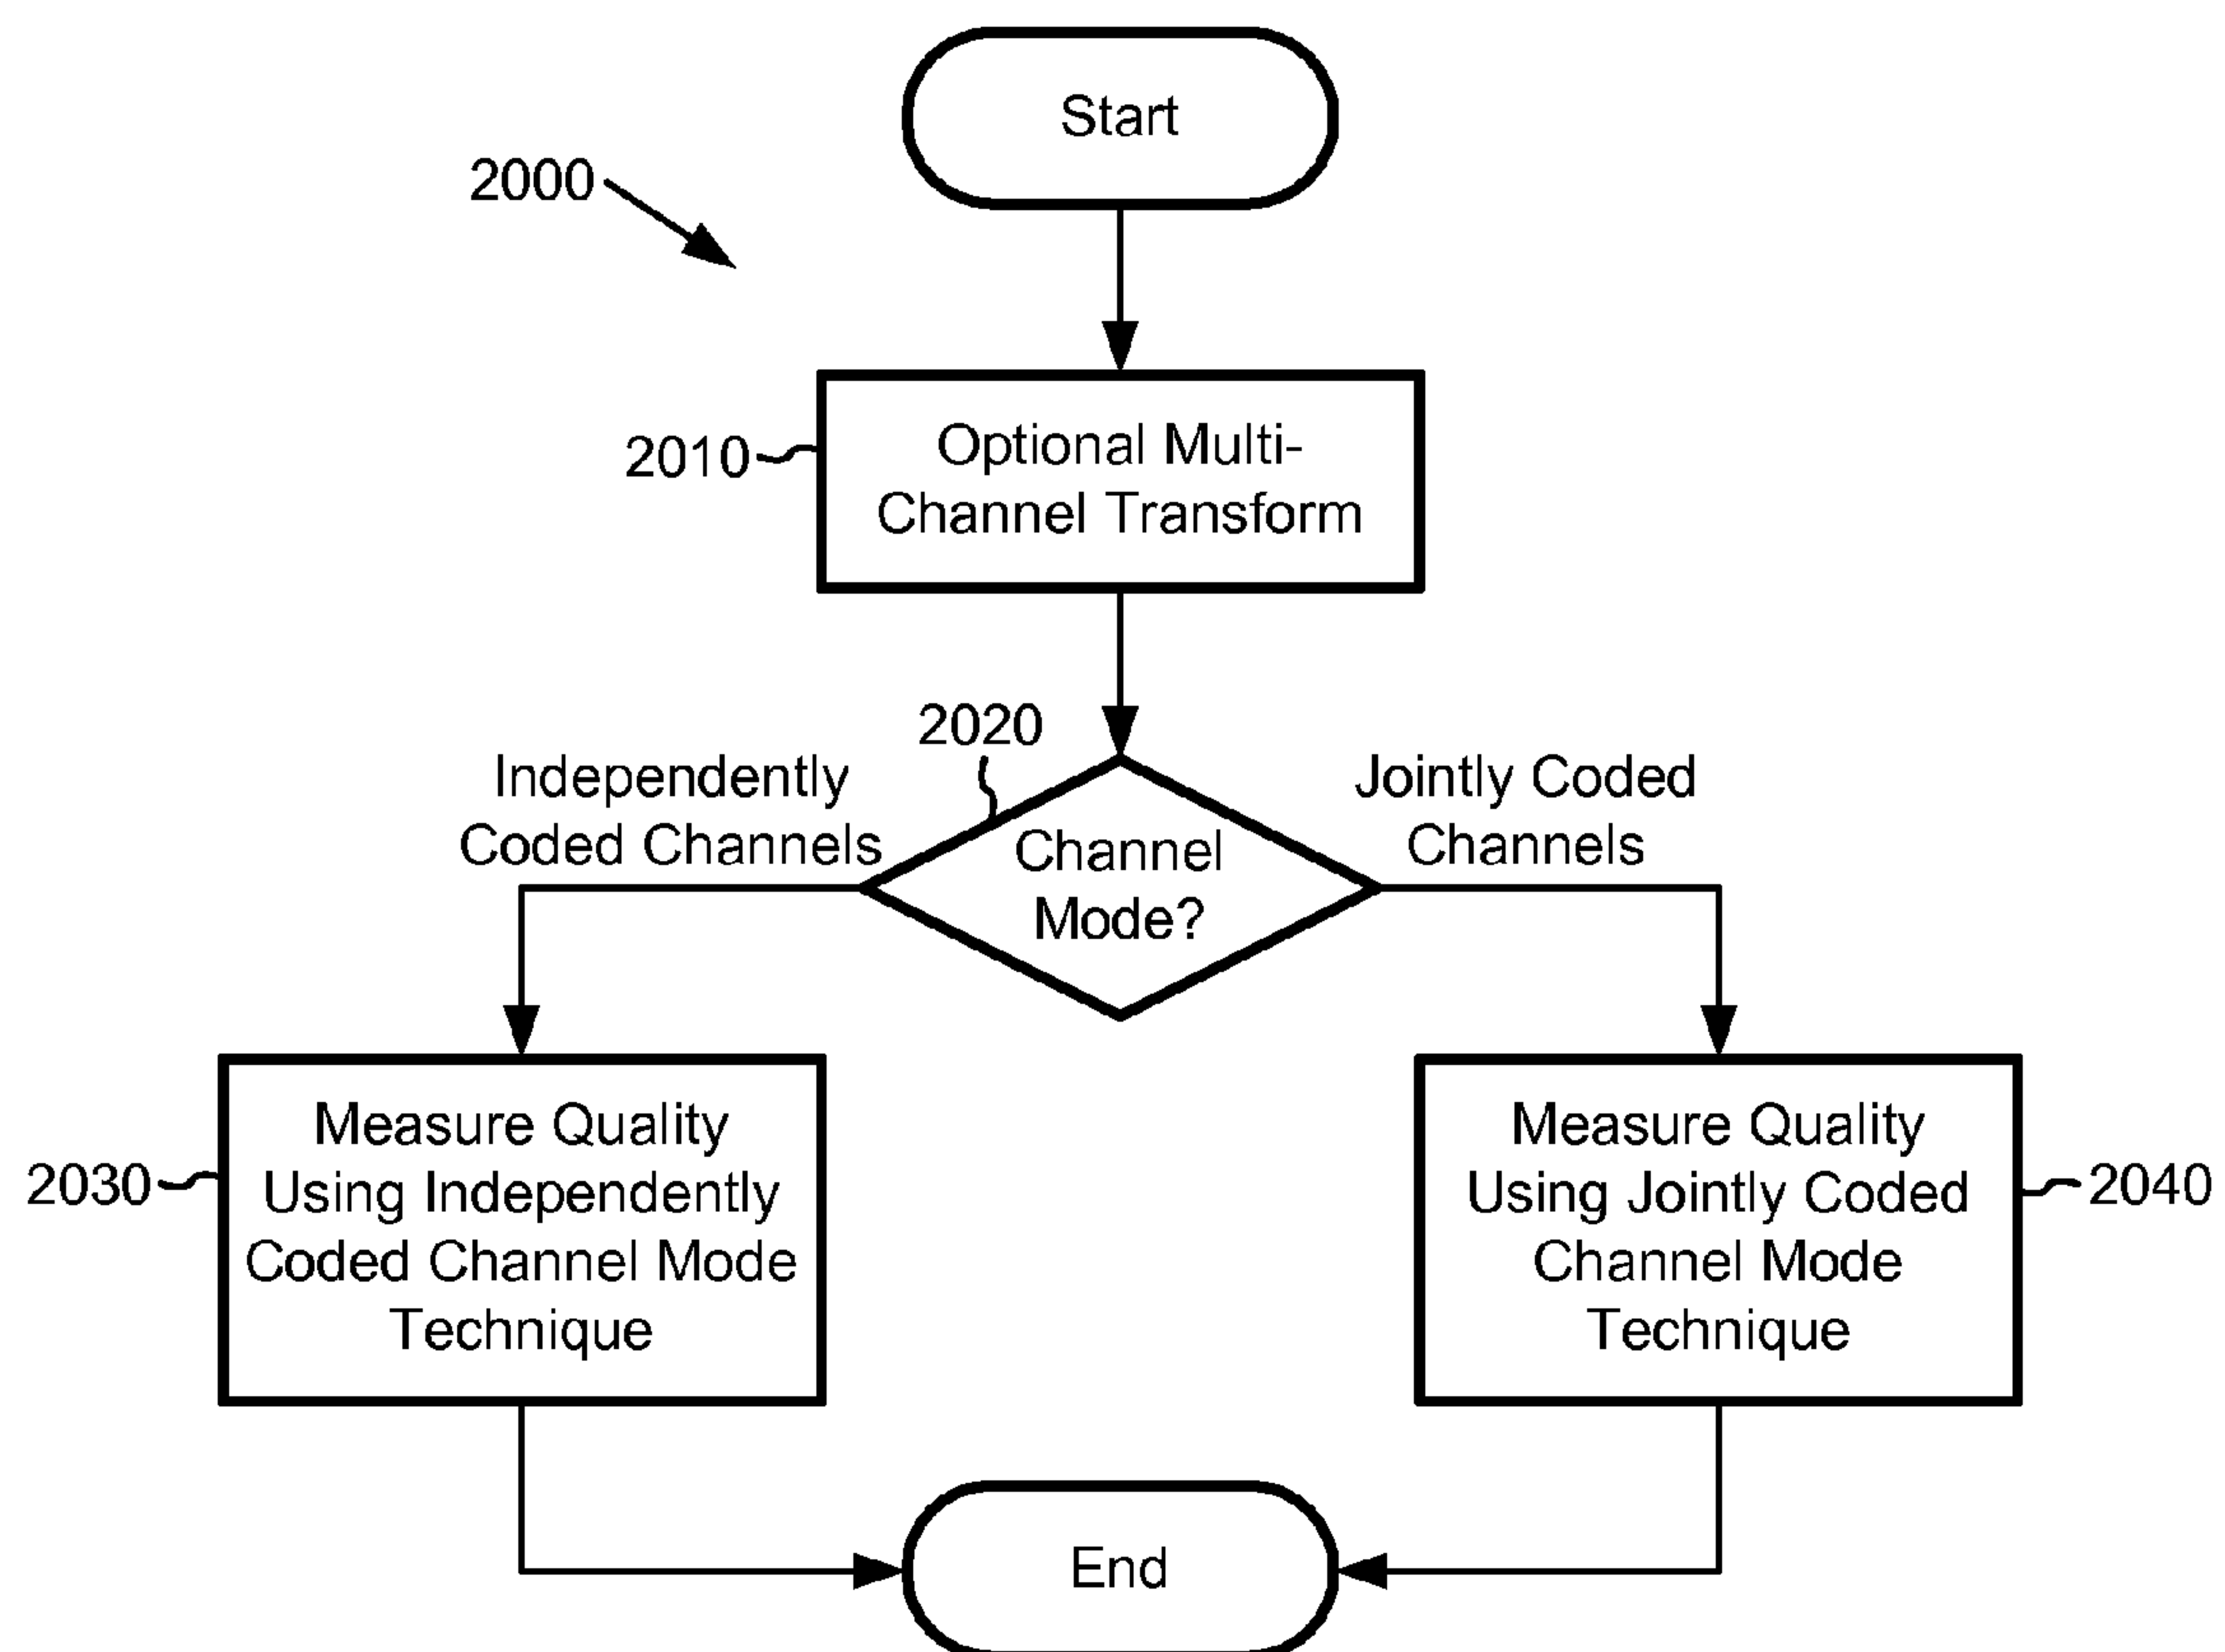 Start
2000
2010
Optional Multi-
Channel Transform
2020
Independently
Coded Channels
Channel
Mode?
Jointly Coded
Channels
2030
Measure Quality
Using Independently
Coded Channel Mode
Technique
Measure Quality
Using Jointly Coded
Channel Mode
Technique
2040
End